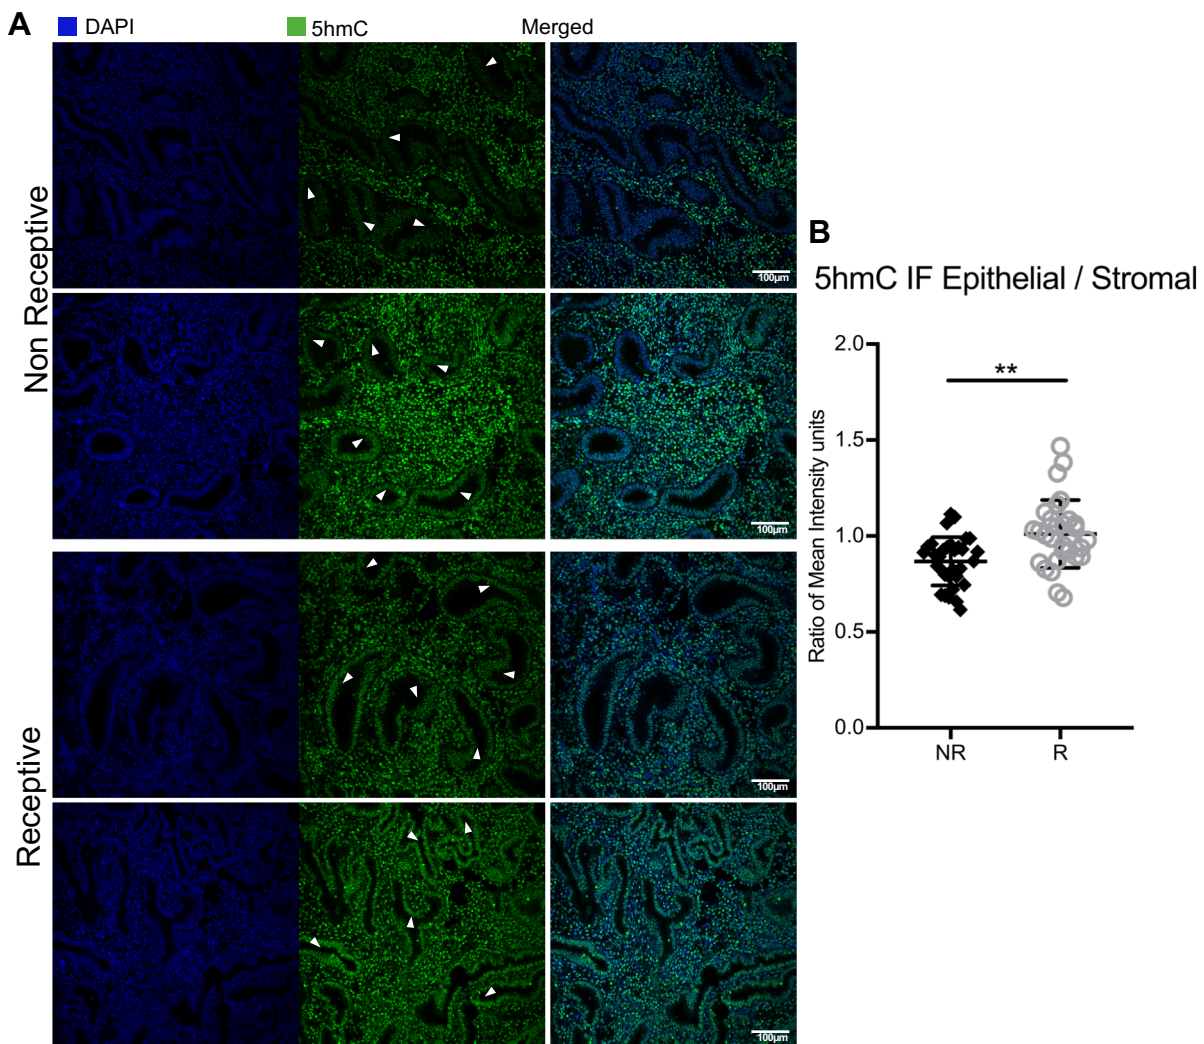 A
DAPI
5hmC
Merged
Non Receptive
100µm
100µm
Receptive
100µm
100µm
B
5hmC IF Epithelial / Stromal
Ratio of Mean Intensity units
2.0
1.5
1.0
0.5
0.0
**
NR
R